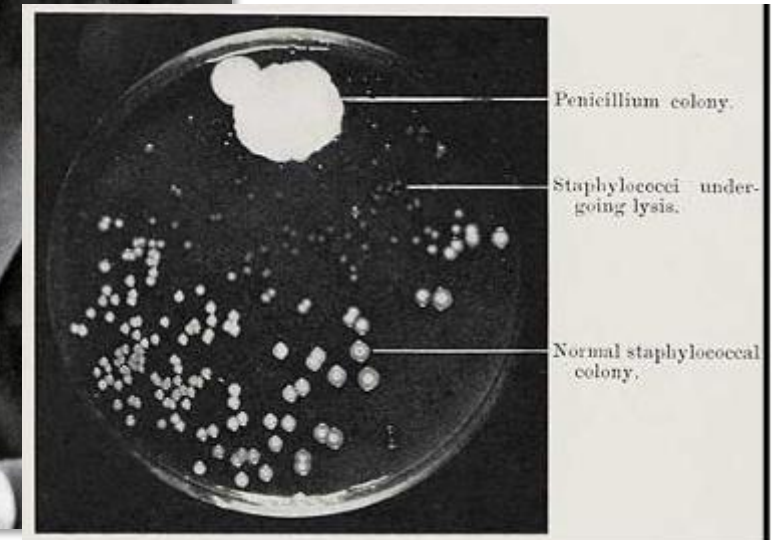 Penicillium colony.
Staphylococci under-
going lysis.
Normal staphylococcal
colony.